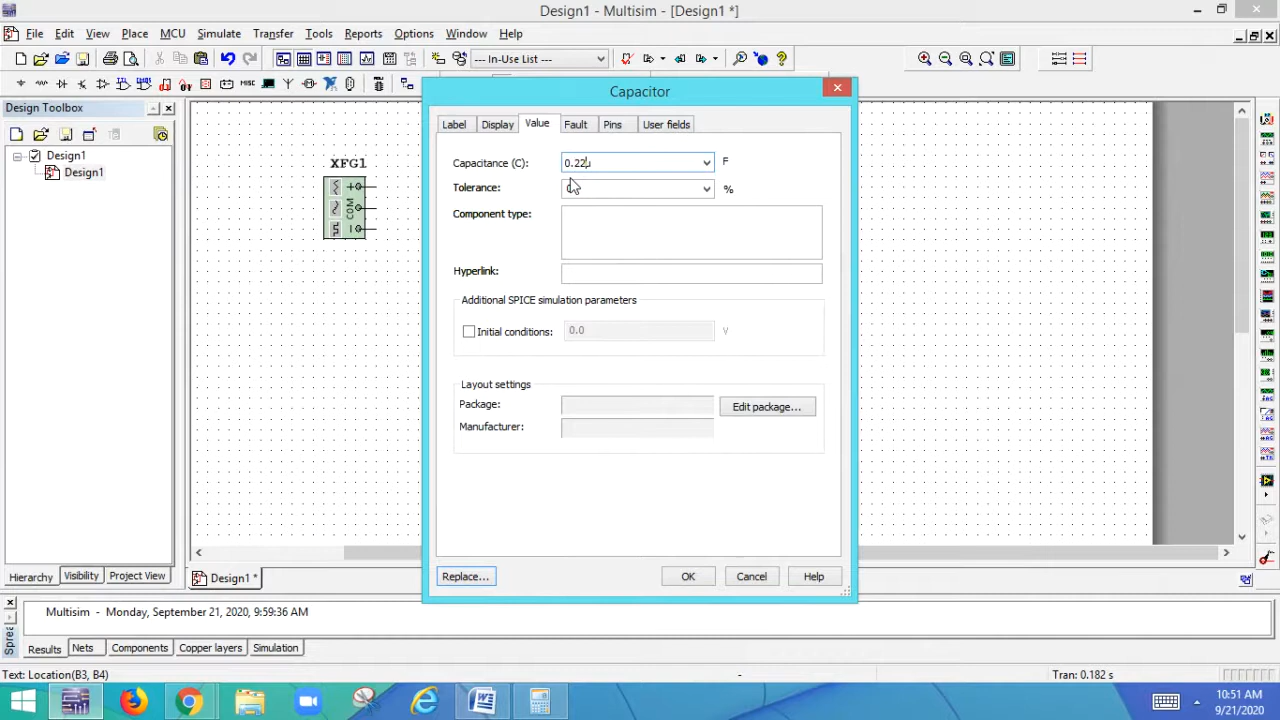 Design1 - Multisim - [Design1 *]
File Edit View Place MCU Simulate Transfer Tools Reports Options Window Help
--- In-Use List ---
Design Toolbox
Design1
Design1
XFG1
COM
Capacitor
Label Display Value Fault Pins User fields
Capacitance (C): 0.22u F
Tolerance: %
Component type:
Hyperlink:
Additional SPICE simulation parameters
Initial conditions: 0.0 V
Layout settings
Package: Edit package...
Manufacturer:
Replace... OK Cancel Help
Hierarchy Visibility Project View
Design1 *
Multisim - Monday, September 21, 2020, 9:59:36 AM
Results Nets Components Copper layers Simulation
Text: Location(B3, B4) - Tran: 0.182 s
10:51 AM
9/21/2020